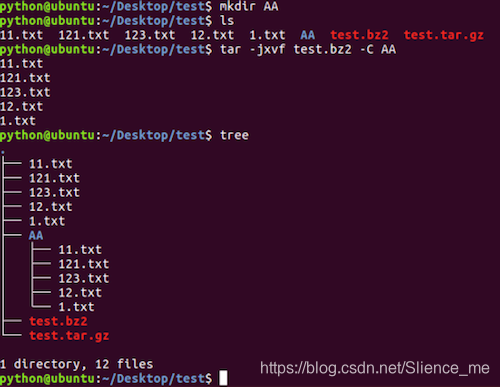 python@ubuntu:~/Desktop/test$ mkdir AA
python@ubuntu:~/Desktop/test$ ls
11.txt  121.txt  123.txt  12.txt  1.txt  AA  test.bz2  test.tar.gz
python@ubuntu:~/Desktop/test$ tar -jxvf test.bz2 -C AA
11.txt
121.txt
123.txt
12.txt
1.txt
python@ubuntu:~/Desktop/test$ tree
.
├── 11.txt
├── 121.txt
├── 123.txt
├── 12.txt
├── 1.txt
├── AA
│   ├── 11.txt
│   ├── 121.txt
│   ├── 123.txt
│   ├── 12.txt
│   └── 1.txt
├── test.bz2
└── test.tar.gz
1 directory, 12 files
python@ubuntu:~/Desktop/test$
https://blog.csdn.net/Slience_me